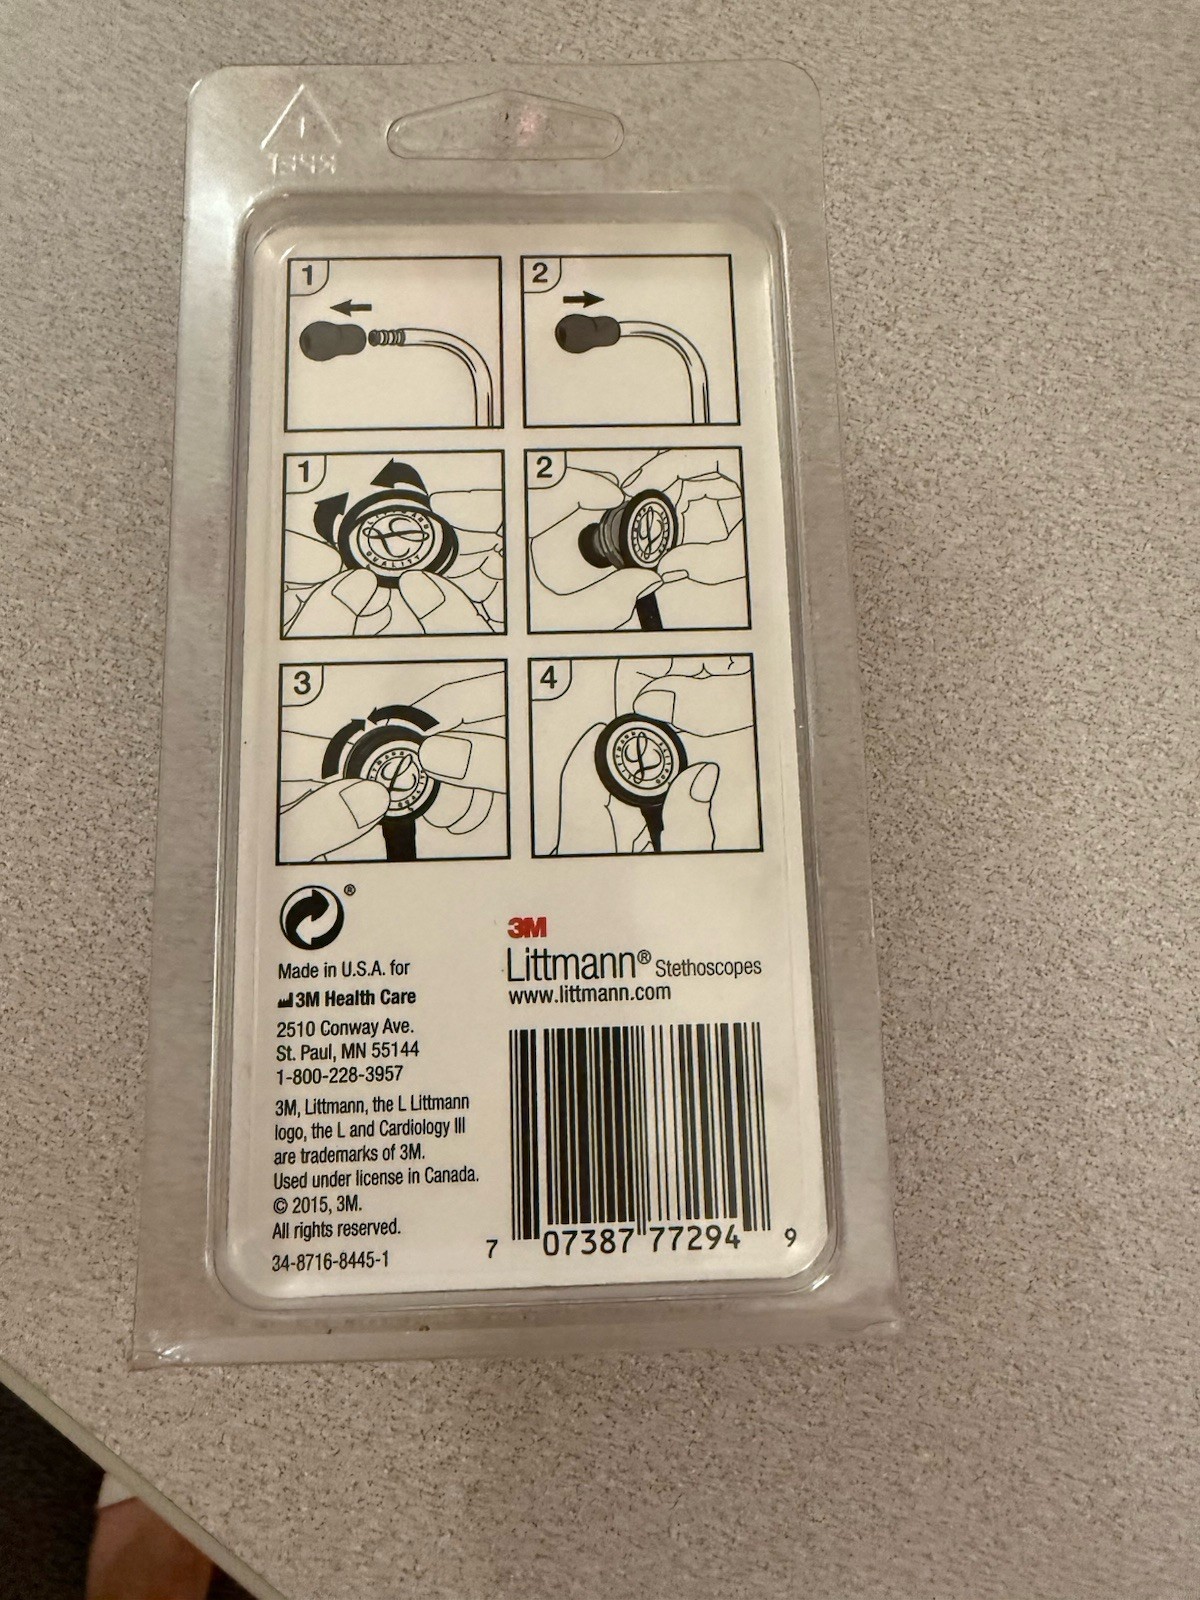 1
2
1
LITTMANN
QUALITY
2
3
4
®
Made in U.S.A. for
3M Health Care
2510 Conway Ave.
St. Paul, MN 55144
1-800-228-3957
3M, Littmann, the L Littmann
logo, the L and Cardiology III
are trademarks of 3M.
Used under license in Canada.
© 2015, 3M.
All rights reserved.
34-8716-8445-1
3M
Littmann® Stethoscopes
www.littmann.com
7 07387 77294 9